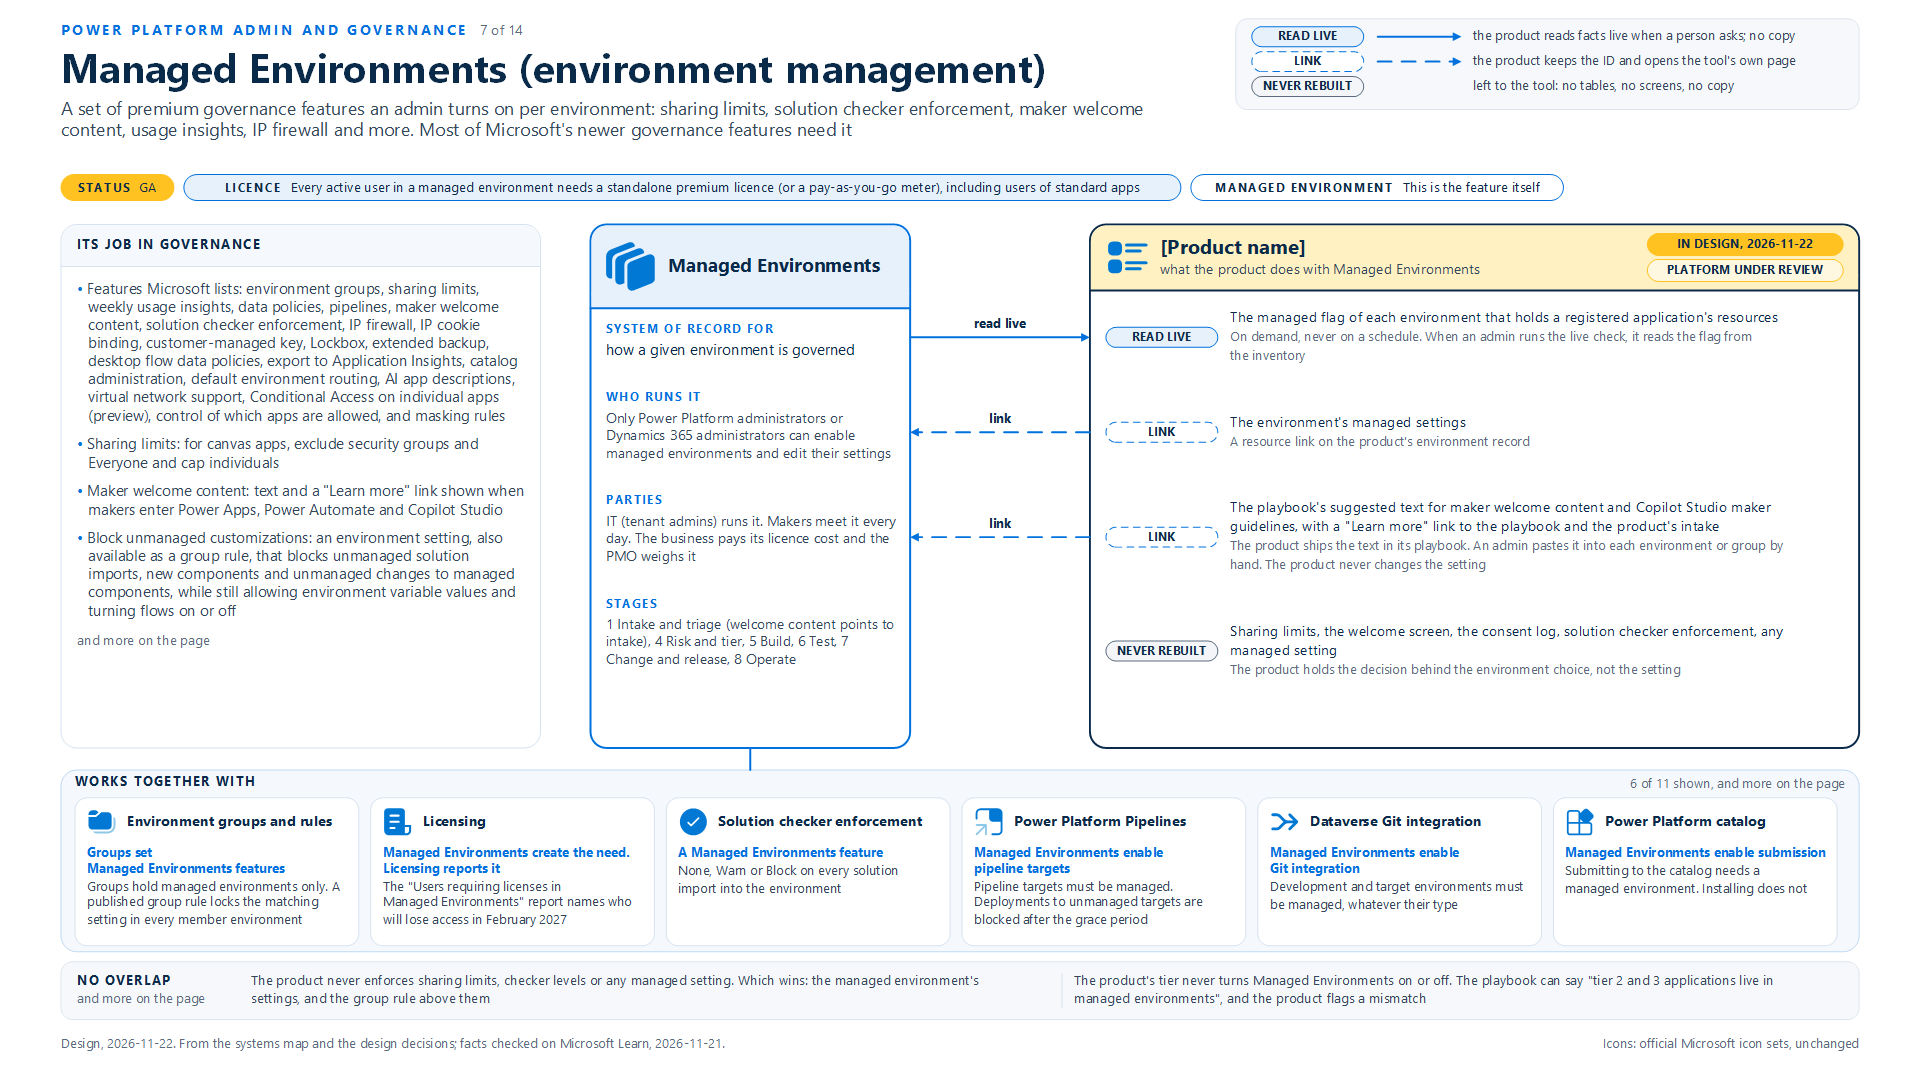 POWER PLATFORM ADMIN AND GOVERNANCE 7 of 14
Managed Environments (environment management)
A set of premium governance features an admin turns on per environment: sharing limits, solution checker enforcement, maker welcome
content, usage insights, IP firewall and more. Most of Microsoft's newer governance features need it
READ LIVE the product reads facts live when a person asks; no copy
LINK the product keeps the ID and opens the tool's own page
NEVER REBUILT left to the tool: no tables, no screens, no copy
STATUS GA
LICENCE Every active user in a managed environment needs a standalone premium licence (or a pay-as-you-go meter), including users of standard apps
MANAGED ENVIRONMENT This is the feature itself
ITS JOB IN GOVERNANCE
• Features Microsoft lists: environment groups, sharing limits,
weekly usage insights, data policies, pipelines, maker welcome
content, solution checker enforcement, IP firewall, IP cookie
binding, customer-managed key, Lockbox, extended backup,
desktop flow data policies, export to Application Insights, catalog
administration, default environment routing, AI app descriptions,
virtual network support, Conditional Access on individual apps
(preview), control of which apps are allowed, and masking rules
• Sharing limits: for canvas apps, exclude security groups and
Everyone and cap individuals
• Maker welcome content: text and a "Learn more" link shown when
makers enter Power Apps, Power Automate and Copilot Studio
• Block unmanaged customizations: an environment setting, also
available as a group rule, that blocks unmanaged solution
imports, new components and unmanaged changes to managed
components, while still allowing environment variable values and
turning flows on or off
and more on the page
Managed Environments
SYSTEM OF RECORD FOR
how a given environment is governed
WHO RUNS IT
Only Power Platform administrators or
Dynamics 365 administrators can enable
managed environments and edit their settings
PARTIES
IT (tenant admins) runs it. Makers meet it every
day. The business pays its licence cost and the
PMO weighs it
STAGES
1 Intake and triage (welcome content points to
intake), 4 Risk and tier, 5 Build, 6 Test, 7
Change and release, 8 Operate
read live
link
link
[Product name]
what the product does with Managed Environments
IN DESIGN, 2026-11-22
PLATFORM UNDER REVIEW
READ LIVE
The managed flag of each environment that holds a registered application's resources
On demand, never on a schedule. When an admin runs the live check, it reads the flag from
the inventory
LINK
The environment's managed settings
A resource link on the product's environment record
LINK
The playbook's suggested text for maker welcome content and Copilot Studio maker
guidelines, with a "Learn more" link to the playbook and the product's intake
The product ships the text in its playbook. An admin pastes it into each environment or group by
hand. The product never changes the setting
NEVER REBUILT
Sharing limits, the welcome screen, the consent log, solution checker enforcement, any
managed setting
The product holds the decision behind the environment choice, not the setting
WORKS TOGETHER WITH
6 of 11 shown, and more on the page
Environment groups and rules
Groups set
Managed Environments features
Groups hold managed environments only. A
published group rule locks the matching
setting in every member environment
Licensing
Managed Environments create the need.
Licensing reports it
The "Users requiring licenses in
Managed Environments" report names who
will lose access in February 2027
Solution checker enforcement
A Managed Environments feature
None, Warn or Block on every solution
import into the environment
Power Platform Pipelines
Managed Environments enable
pipeline targets
Pipeline targets must be managed.
Deployments to unmanaged targets are
blocked after the grace period
Dataverse Git integration
Managed Environments enable
Git integration
Development and target environments must
be managed, whatever their type
Power Platform catalog
Managed Environments enable submission
Submitting to the catalog needs a
managed environment. Installing does not
NO OVERLAP
and more on the page
The product never enforces sharing limits, checker levels or any managed setting. Which wins: the managed environment's
settings, and the group rule above them
The product's tier never turns Managed Environments on or off. The playbook can say "tier 2 and 3 applications live in
managed environments", and the product flags a mismatch
Design, 2026-11-22. From the systems map and the design decisions; facts checked on Microsoft Learn, 2026-11-21.
Icons: official Microsoft icon sets, unchanged